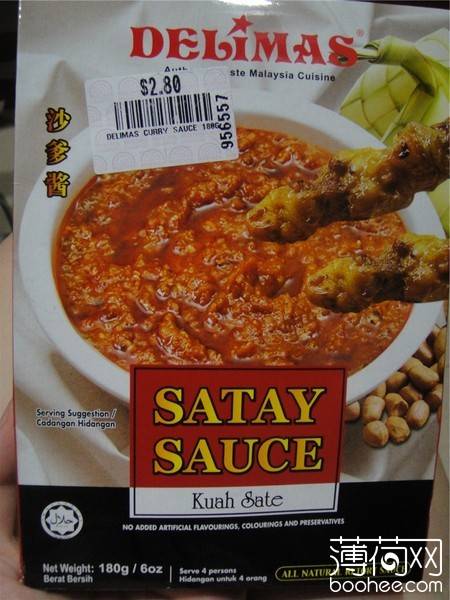 DELIMAS®
Malaysia Cuisine
$2.80
DELIMAS CURRY SAUCE 180G
956557
沙爹酱
SATAY
SAUCE
Kuah Sate
Serving Suggestion /
Cadangan Hidangan
حلال
NO ADDED ARTIFICIAL FLAVOURINGS, COLOURINGS AND PRESERVATIVES
Net Weight: 180g / 6oz
Berat Bersih
Serve 4 persons
Hidangan untuk 4 orang
ALL NATURAL
薄荷网
boohee.com